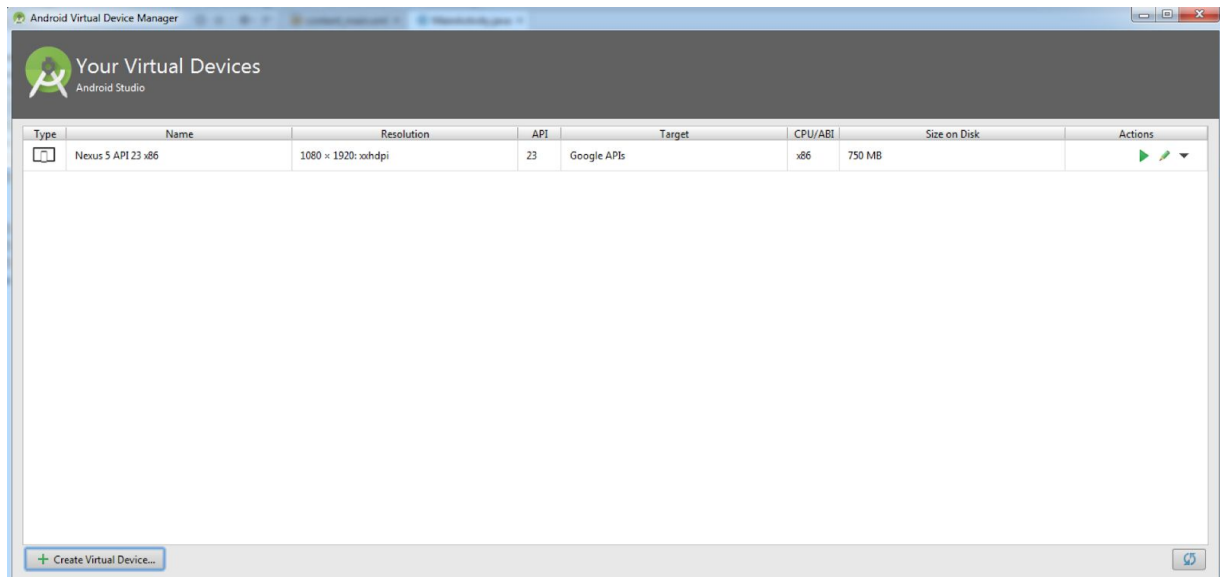 Android Virtual Device Manager
Your Virtual Devices
Android Studio
Type Name Resolution API Target CPU/ABI Size on Disk Actions
Nexus 5 API 23 x86 1080 × 1920: xxhdpi 23 Google APIs x86 750 MB
Create Virtual Device...